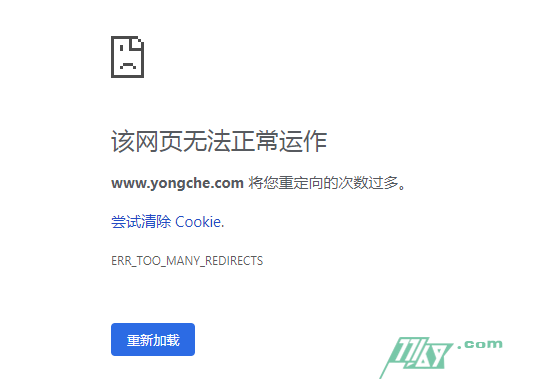 该网页无法正常运作
www.yongche.com 将您重定向的次数过多。
尝试清除 Cookie.
ERR_TOO_MANY_REDIRECTS
重新加载
.com